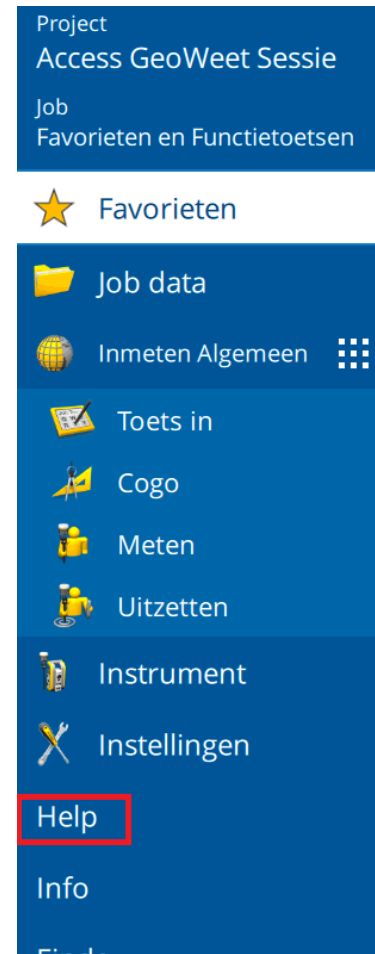 Project
Access GeoWeet Sessie
Job
Favorieten en Functietoetsen
Favorieten
Job data
Inmeten Algemeen
Toets in
Cogo
Meten
Uitzetten
Instrument
Instellingen
Help
Info